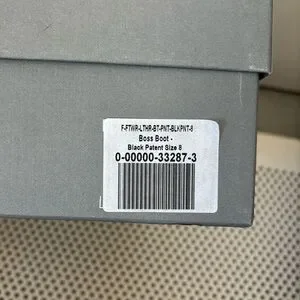 F-FTWR-LTHR-BT-PNT-BLKPNT-8
Boss Boot -
Black Patent Size 8
0-00000-33287-3